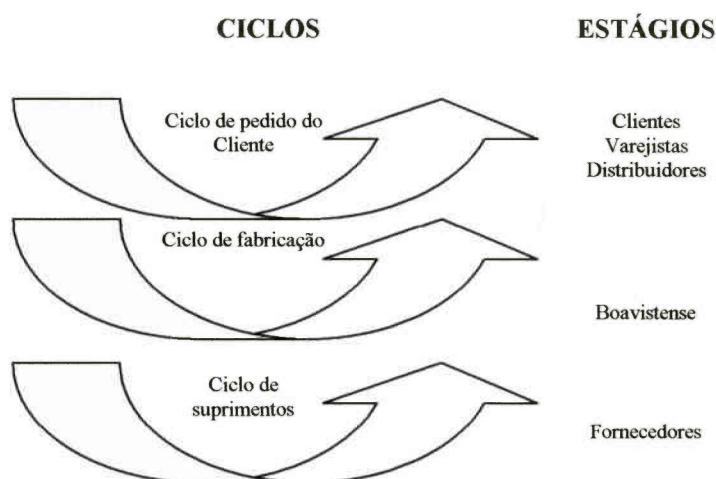 CICLOS
ESTÁGIOS
Ciclo de pedido do
Cliente
Clientes
Varejistas
Distribuidores
Ciclo de fabricação
Boavistense
Ciclo de
suprimentos
Fornecedores